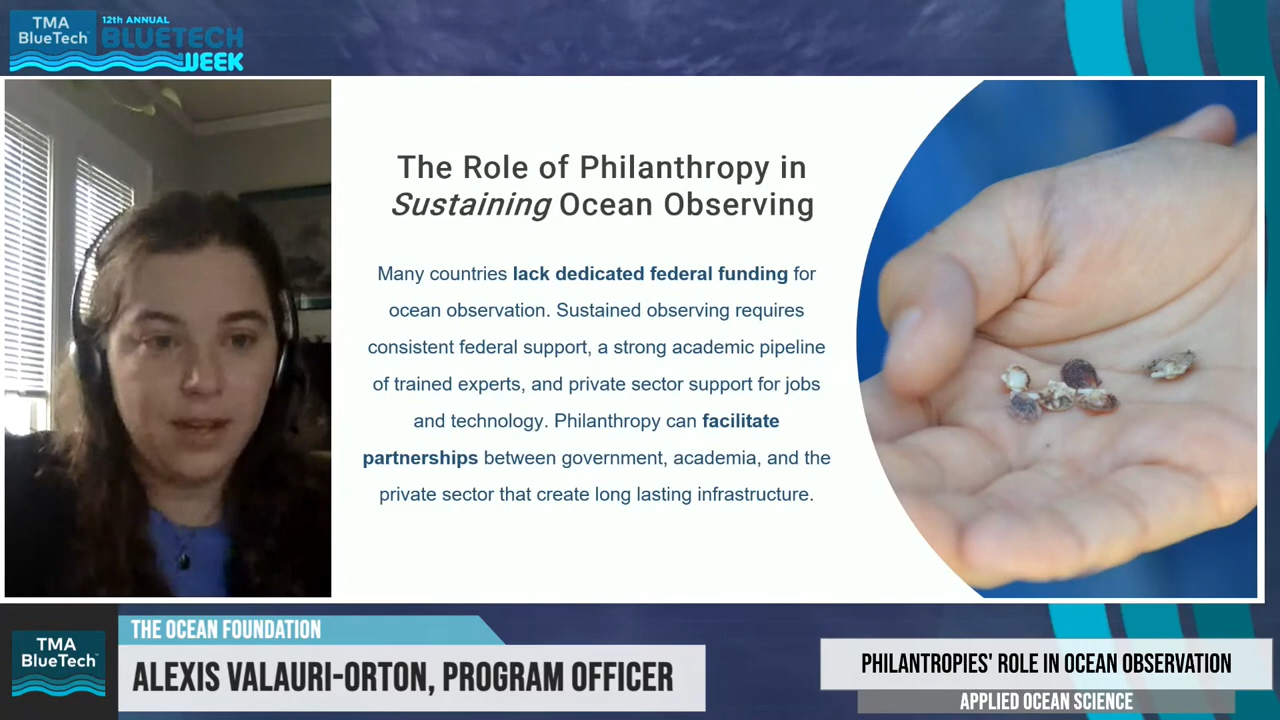 TMA
BlueTech™
12th ANNUAL
BLUETECH
WEEK
The Role of Philanthropy in
Sustaining Ocean Observing
Many countries lack dedicated federal funding for
ocean observation. Sustained observing requires
consistent federal support, a strong academic pipeline
of trained experts, and private sector support for jobs
and technology. Philanthropy can facilitate
partnerships between government, academia, and the
private sector that create long lasting infrastructure.
TMA
BlueTech™
THE OCEAN FOUNDATION
ALEXIS VALAURI-ORTON, PROGRAM OFFICER
PHILANTROPIES' ROLE IN OCEAN OBSERVATION
APPLIED OCEAN SCIENCE